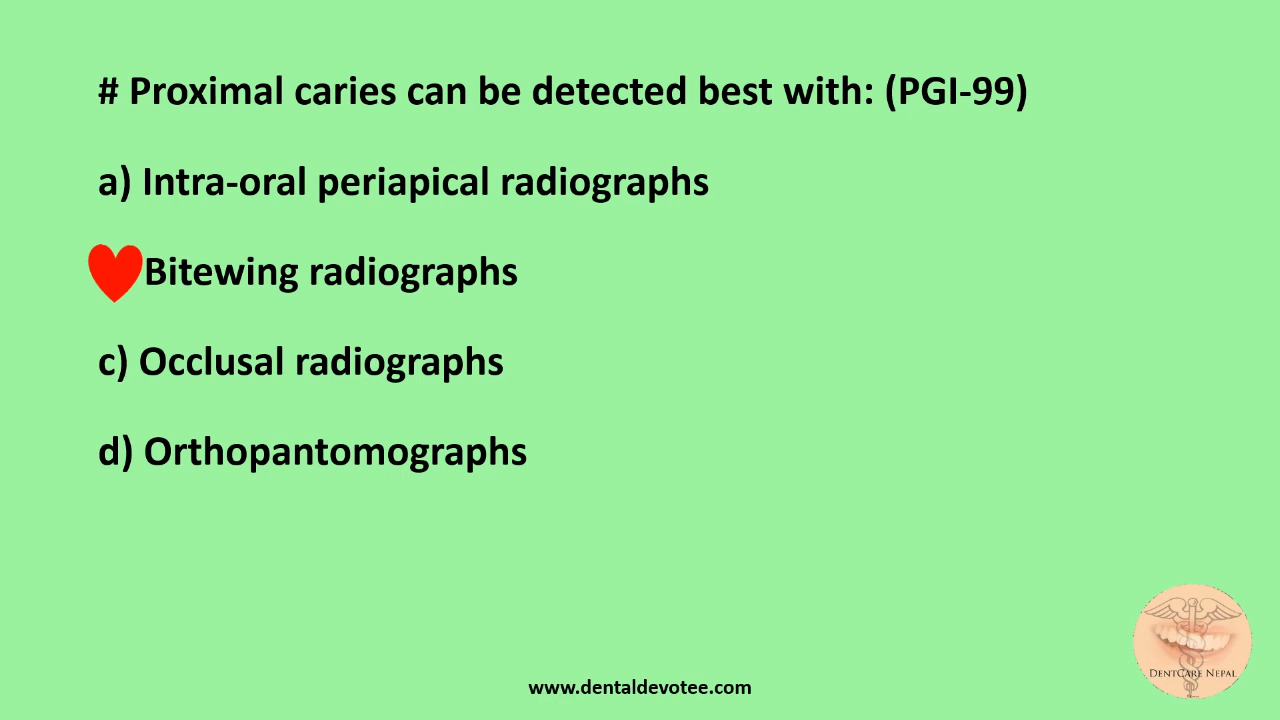 # Proximal caries can be detected best with: (PGI-99)
a) Intra-oral periapical radiographs
Bitewing radiographs
c) Occlusal radiographs
d) Orthopantomographs
DENTCARE NEPAL
www.dentaldevotee.com